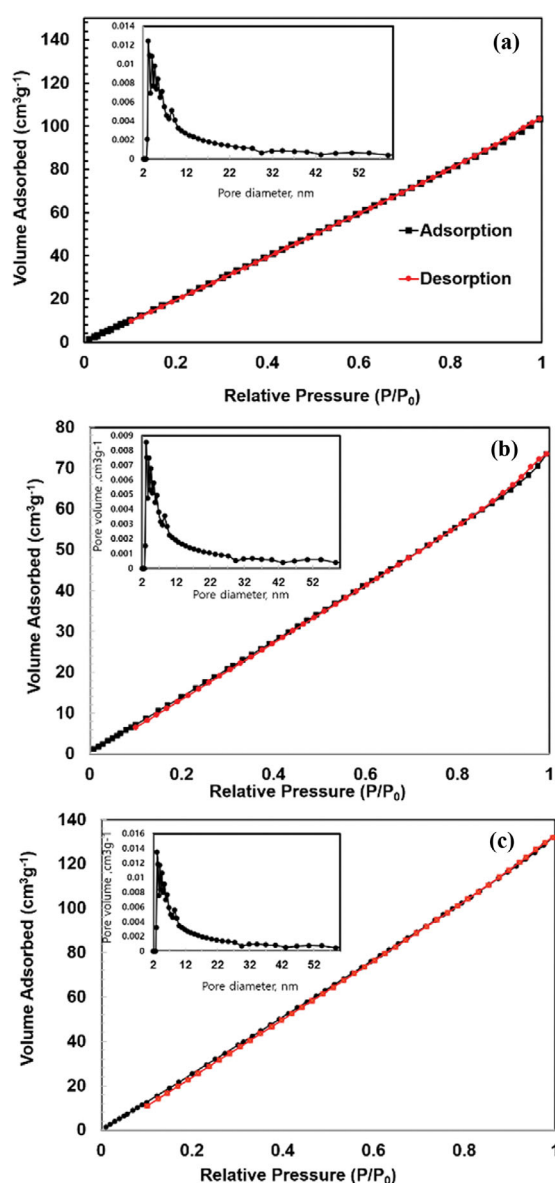 (a)
Volume Adsorbed (cm³g⁻¹)
140
120
100
80
60
40
20
0
0.014
0.012
0.01
0.008
0.006
0.004
0.002
0
2 12 22 32 42 52
Pore diameter, nm
Adsorption
Desorption
0 0.2 0.4 0.6 0.8 1
Relative Pressure (P/P₀)
(b)
Volume Adsorbed (cm³g⁻¹)
80
70
60
50
40
30
20
10
0
Pore volume ,cm3g-1
0.009
0.008
0.007
0.006
0.005
0.004
0.003
0.002
0.001
0
2 12 22 32 42 52
Pore diameter, nm
0 0.2 0.4 0.6 0.8 1
Relative Pressure (P/P₀)
(c)
Volume Adsorbed (cm³g⁻¹)
140
120
100
80
60
40
20
0
Pore volume ,cm3g-1
0.016
0.014
0.012
0.01
0.008
0.006
0.004
0.002
0
2 12 22 32 42 52
Pore diameter, nm
0 0.2 0.4 0.6 0.8 1
Relative Pressure (P/P₀)